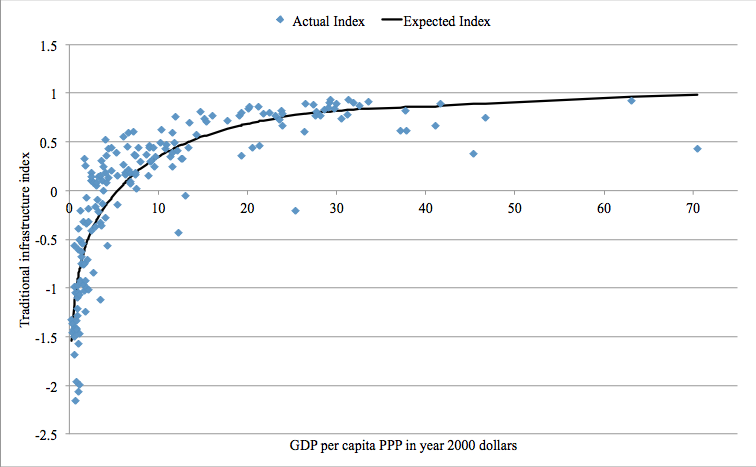 Actual Index Expected Index
1.5
1
0.5
0
-0.5
-1
-1.5
-2
-2.5
0 10 20 30 40 50 60 70
Traditional infrastructure index
GDP per capita PPP in year 2000 dollars